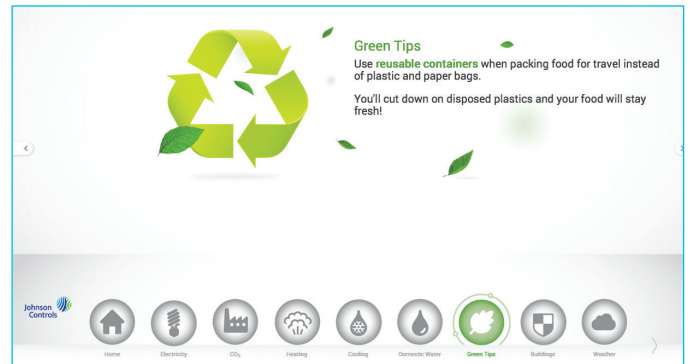 Green Tips
Use reusable containers when packing food for travel instead
of plastic and paper bags.
You'll cut down on disposed plastics and your food will stay
fresh!
Johnson
Controls
Home
Electricity
CO₂
Heating
Cooling
Domestic Water
Green Tips
Buildings
Weather